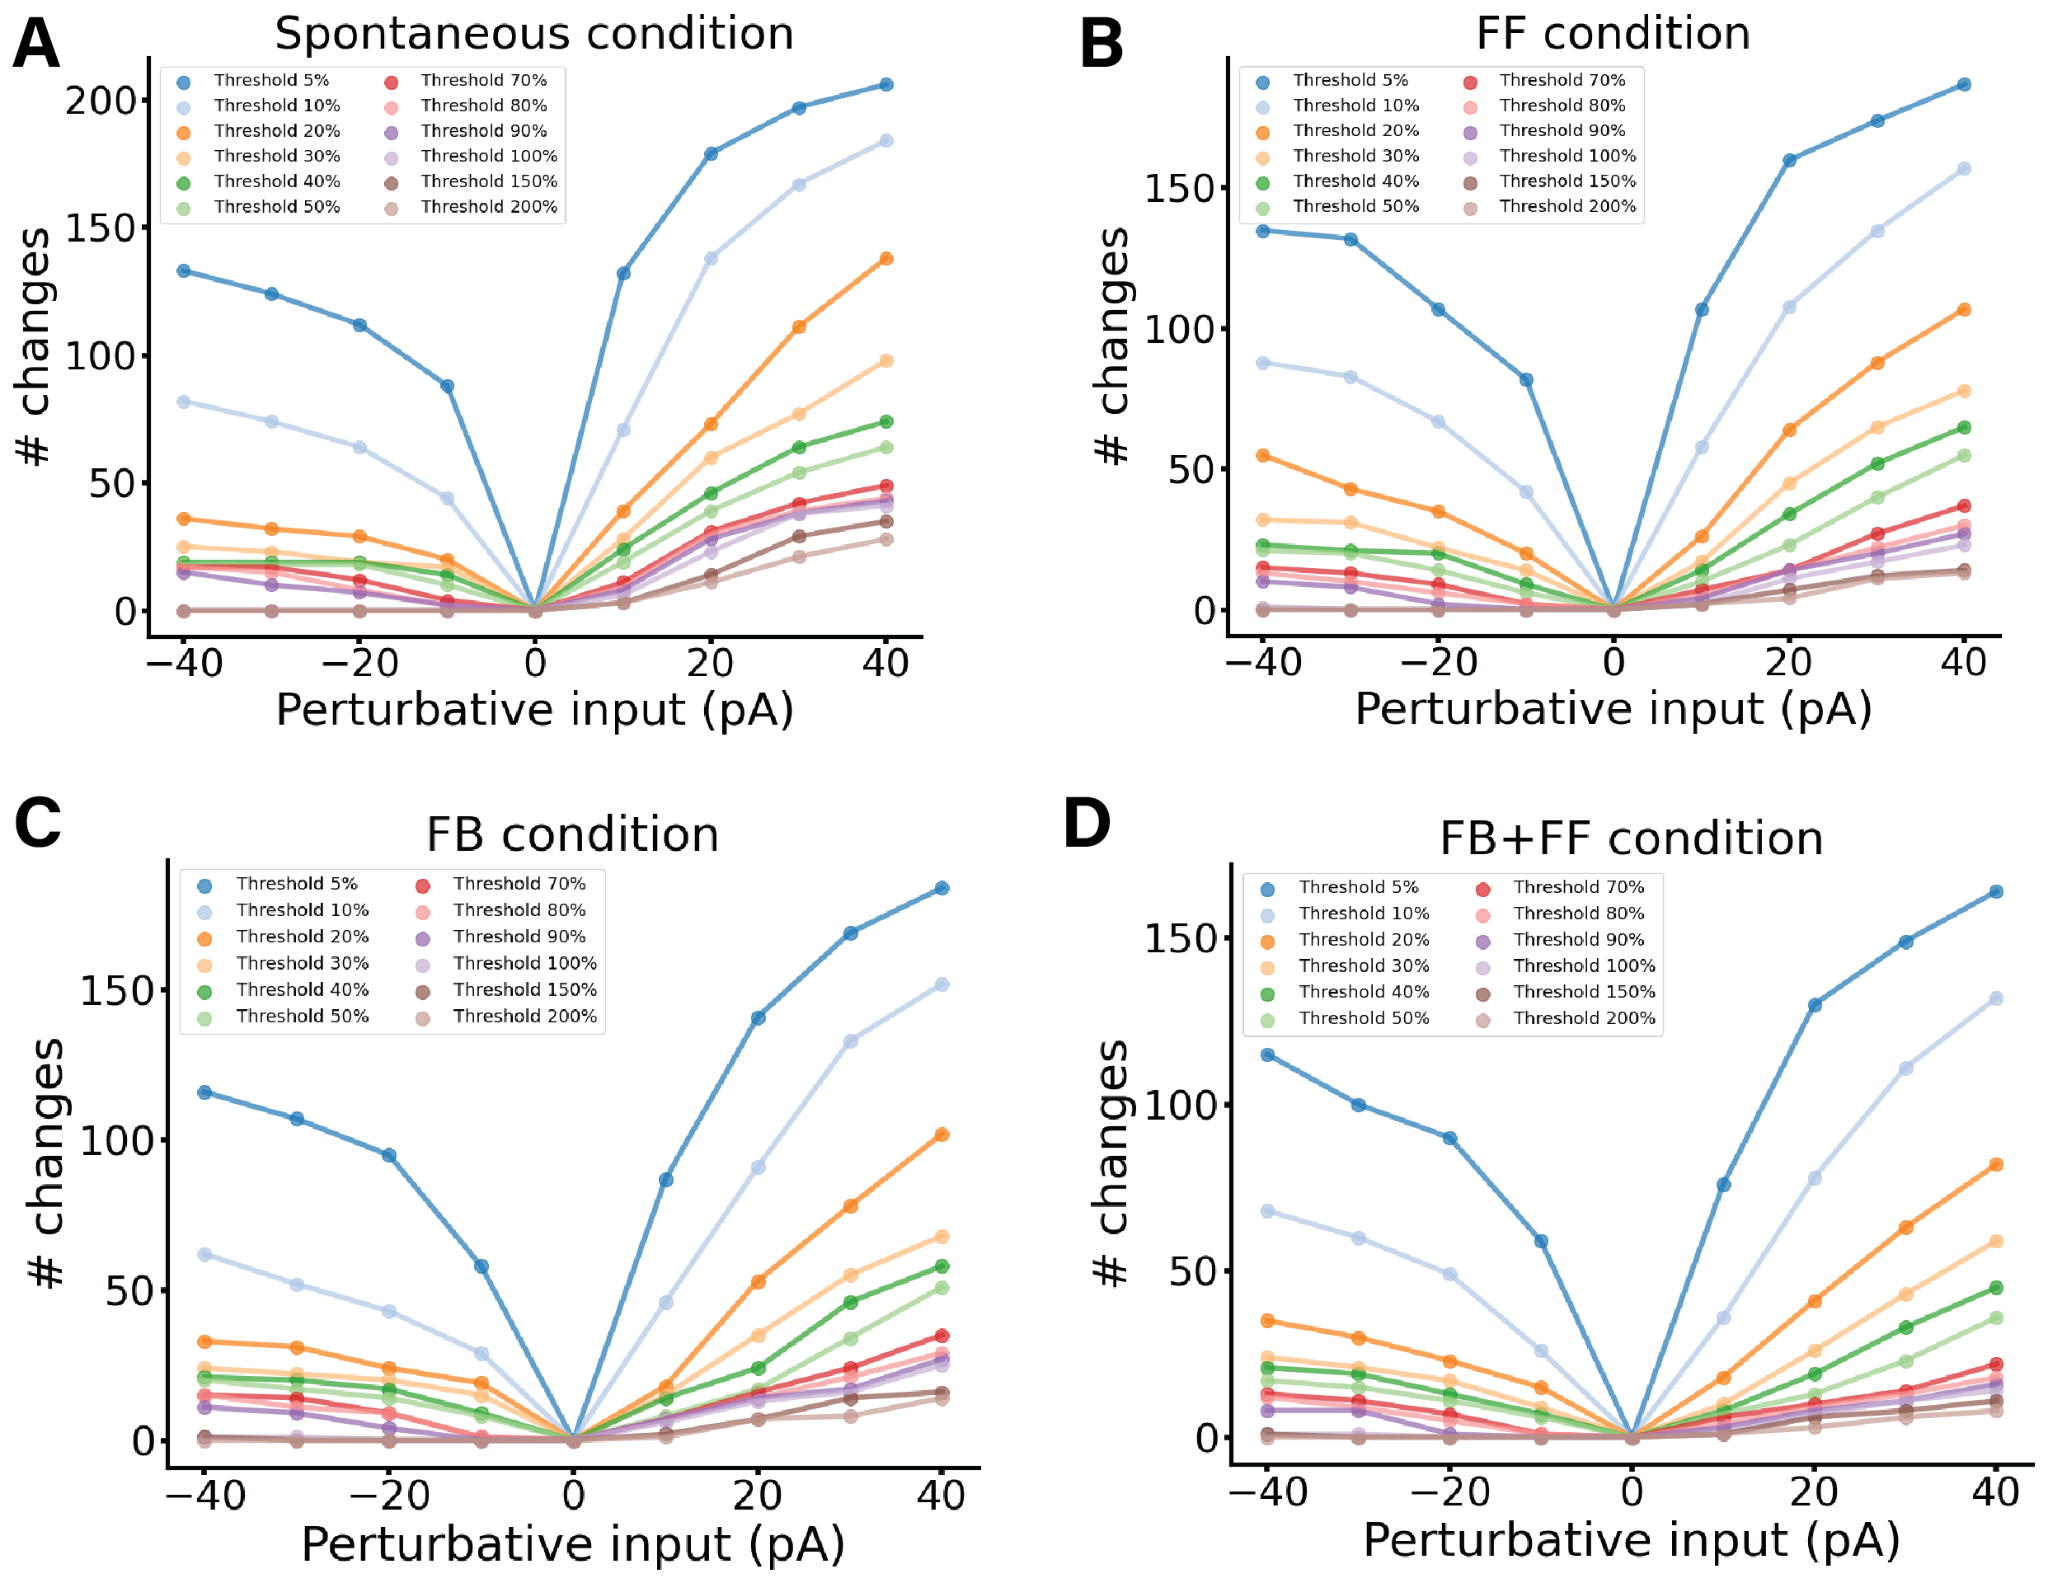 A
Spontaneous condition
Threshold 5%
Threshold 10%
Threshold 20%
Threshold 30%
Threshold 40%
Threshold 50%
Threshold 70%
Threshold 80%
Threshold 90%
Threshold 100%
Threshold 150%
Threshold 200%
# changes
200
150
100
50
0
−40
−20
0
20
40
Perturbative input (pA)
B
FF condition
Threshold 5%
Threshold 10%
Threshold 20%
Threshold 30%
Threshold 40%
Threshold 50%
Threshold 70%
Threshold 80%
Threshold 90%
Threshold 100%
Threshold 150%
Threshold 200%
# changes
150
100
50
0
−40
−20
0
20
40
Perturbative input (pA)
C
FB condition
Threshold 5%
Threshold 10%
Threshold 20%
Threshold 30%
Threshold 40%
Threshold 50%
Threshold 70%
Threshold 80%
Threshold 90%
Threshold 100%
Threshold 150%
Threshold 200%
# changes
150
100
50
0
−40
−20
0
20
40
Perturbative input (pA)
D
FB+FF condition
Threshold 5%
Threshold 10%
Threshold 20%
Threshold 30%
Threshold 40%
Threshold 50%
Threshold 70%
Threshold 80%
Threshold 90%
Threshold 100%
Threshold 150%
Threshold 200%
# changes
150
100
50
0
−40
−20
0
20
40
Perturbative input (pA)